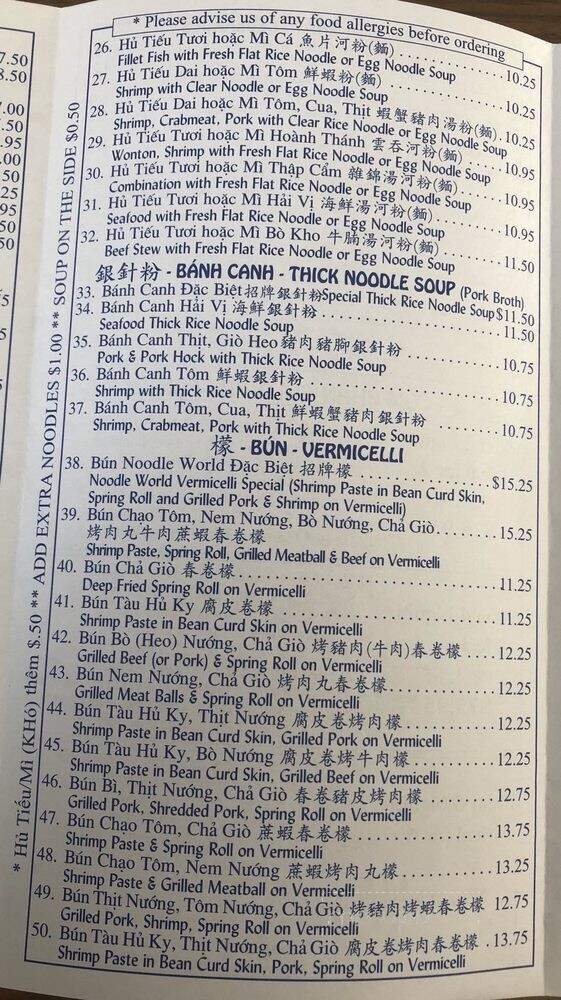 * Please advise us of any food allergies before ordering
26. Hủ Tiếu Tươi hoặc Mì Cá 魚片河粉(麵) 10.25
Fillet Fish with Fresh Flat Rice Noodle or Egg Noodle Soup
27. Hủ Tiếu Dai hoặc Mì Tôm 鮮蝦粉(麵) 10.25
Shrimp with Clear Noodle or Egg Noodle Soup
28. Hủ Tiếu Dai hoặc Mì Tôm, Cua, Thịt 蝦蟹豬肉湯粉(麵) 10.25
Shrimp, Crabmeat, Pork with Clear Rice Noodle or Egg Noodle Soup
29. Hủ Tiếu Tươi hoặc Mì Hoành Thánh 雲吞河粉(麵) 10.95
Wonton, Shrimp with Fresh Flat Rice Noodle or Egg Noodle Soup
30. Hủ Tiếu Tươi hoặc Mì Thập Cẩm 雜錦湯河粉(麵) 10.95
Combination with Fresh Flat Rice Noodle or Egg Noodle Soup
31. Hủ Tiếu Tươi hoặc Mì Hải Vị 海鮮湯河粉(麵) 10.95
Seafood with Fresh Flat Rice Noodle or Egg Noodle Soup
32. Hủ Tiếu Tươi hoặc Mì Bò Kho 牛腩湯河粉(麵) 11.50
Beef Stew with Fresh Flat Rice Noodle or Egg Noodle Soup
銀針粉 - BÁNH CANH - THICK NOODLE SOUP (Pork Broth)
33. Bánh Canh Đặc Biệt 招牌銀針粉 Special Thick Rice Noodle Soup $11.50
34. Bánh Canh Hải Vị 海鮮銀針粉 11.50
Seafood Thick Rice Noodle Soup
35. Bánh Canh Thịt, Giò Heo 豬肉豬腳銀針粉 10.75
Pork & Pork Hock with Thick Rice Noodle Soup
36. Bánh Canh Tôm 鮮蝦銀針粉 10.75
Shrimp with Thick Rice Noodle Soup
37. Bánh Canh Tôm, Cua, Thịt 鮮蝦蟹豬肉銀針粉 10.75
Shrimp, Crabmeat, Pork with Thick Rice Noodle Soup
檬 - BÚN - VERMICELLI
38. Bún Noodle World Đặc Biệt 招牌檬 $15.25
Noodle World Vermicelli Special (Shrimp Paste in Bean Curd Skin,
Spring Roll and Grilled Pork & Shrimp on Vermicelli)
39. Bún Chạo Tôm, Nem Nướng, Bò Nướng, Chả Giò 15.25
烤肉丸牛肉蔗蝦春卷檬
Shrimp Paste, Spring Roll, Grilled Meatball & Beef on Vermicelli
40. Bún Chả Giò 春卷檬 11.25
Deep Fried Spring Roll on Vermicelli
41. Bún Tàu Hủ Ky 腐皮卷檬 11.25
Shrimp Paste in Bean Curd Skin on Vermicelli
42. Bún Bò (Heo) Nướng, Chả Giò 烤豬肉(牛肉)春卷檬 12.25
Grilled Beef (or Pork) & Spring Roll on Vermicelli
43. Bún Nem Nướng, Chả Giò 烤肉丸春卷檬 12.25
Grilled Meat Balls & Spring Roll on Vermicelli
44. Bún Tàu Hủ Ky, Thịt Nướng 腐皮卷烤肉檬 12.25
Shrimp Paste in Bean Curd Skin, Grilled Pork on Vermicelli
45. Bún Tàu Hủ Ky, Bò Nướng 腐皮卷烤牛肉檬 12.25
Shrimp Paste in Bean Curd Skin, Grilled Beef on Vermicelli
46. Bún Bì, Thịt Nướng, Chả Giò 春卷豬皮烤肉檬 12.75
Grilled Pork, Shredded Pork, Spring Roll on Vermicelli
47. Bún Chạo Tôm, Chả Giò 蔗蝦春卷檬 13.75
Shrimp Paste & Spring Roll on Vermicelli
48. Bún Chạo Tôm, Nem Nướng 蔗蝦烤肉丸檬 13.25
Shrimp Paste & Grilled Meatball on Vermicelli
49. Bún Thịt Nướng, Tôm Nướng, Chả Giò 烤豬肉烤蝦春卷檬 12.75
Grilled Pork, Shrimp, Spring Roll on Vermicelli
50. Bún Tàu Hủ Ky, Thịt Nướng, Chả Giò 腐皮卷烤肉春卷檬 13.75
Shrimp Paste in Bean Curd Skin, Pork, Spring Roll on Vermicelli
* Hủ Tiếu/Mì (KHô) thêm $.50 ** ADD EXTRA NOODLES $1.00 ** SOUP ON THE SIDE $0.50